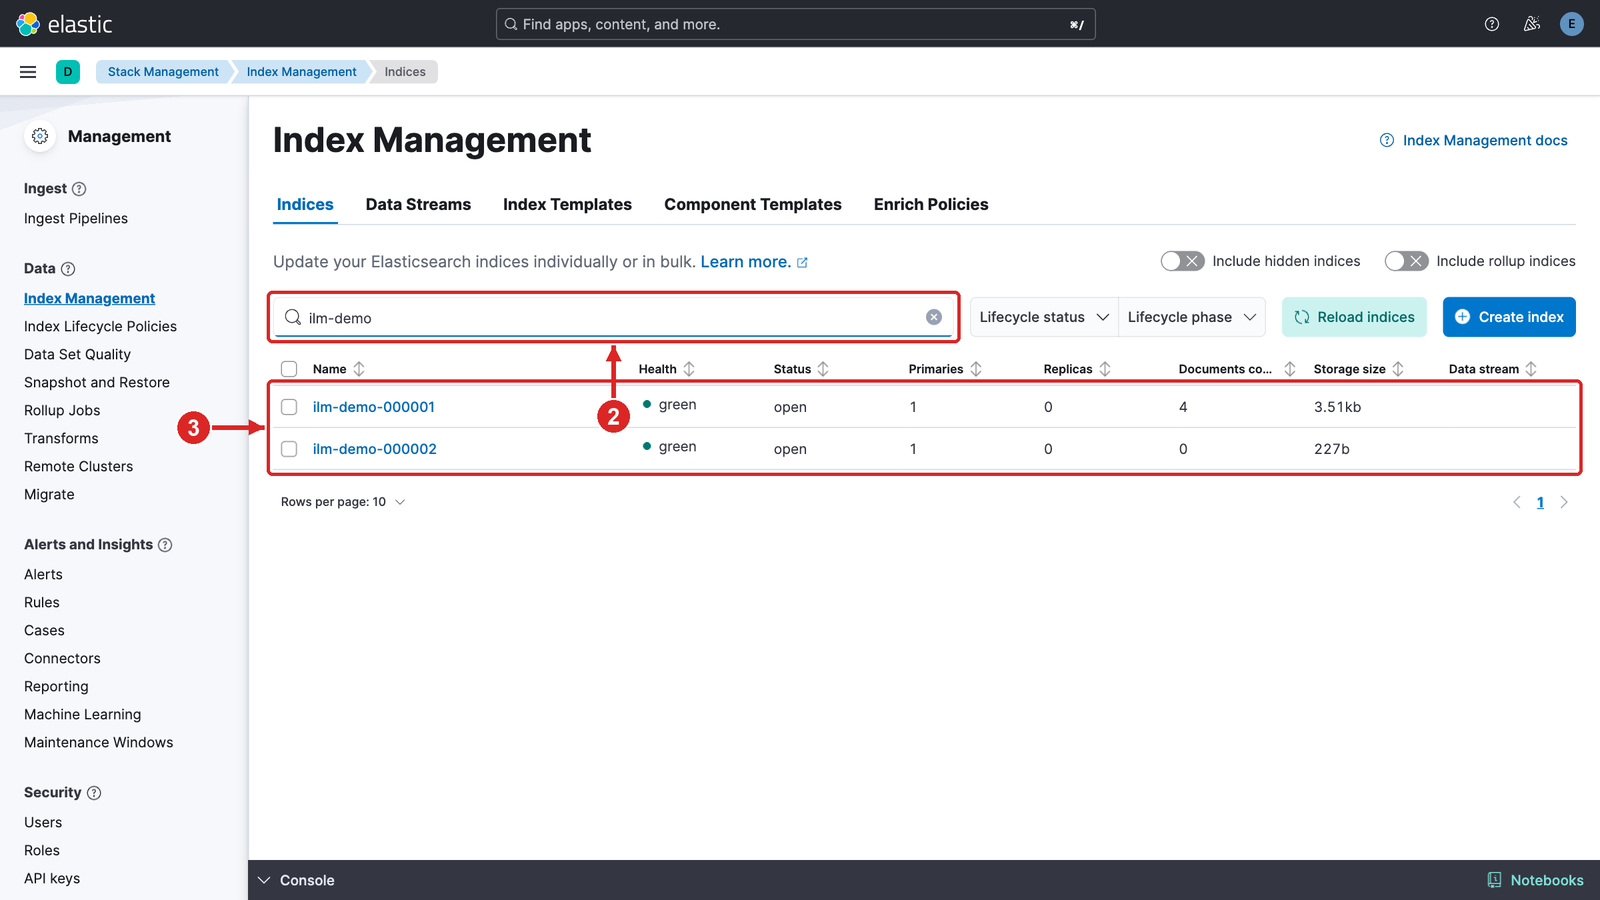 elastic
Find apps, content, and more.
⌘/
E
D
Stack Management
Index Management
Indices
Management
Ingest
Ingest Pipelines
Data
Index Management
Index Lifecycle Policies
Data Set Quality
Snapshot and Restore
Rollup Jobs
Transforms
Remote Clusters
Migrate
Alerts and Insights
Alerts
Rules
Cases
Connectors
Reporting
Machine Learning
Maintenance Windows
Security
Users
Roles
API keys
Index Management
Index Management docs
Indices Data Streams Index Templates Component Templates Enrich Policies
Update your Elasticsearch indices individually or in bulk. Learn more.
Include hidden indices
Include rollup indices
ilm-demo
Lifecycle status
Lifecycle phase
Reload indices
Create index
Name Health Status Primaries Replicas Documents co... Storage size Data stream
ilm-demo-000001 green open 1 0 4 3.51kb
ilm-demo-000002 green open 1 0 0 227b
2
3
Rows per page: 10
1
Console
Notebooks